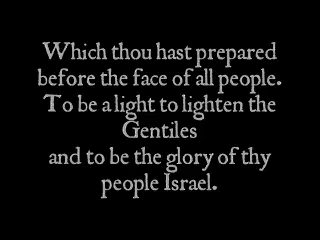 Which thou hast prepared
before the face of all people.
To be a light to lighten the
Gentiles
and to be the glory of thy
people Israel.